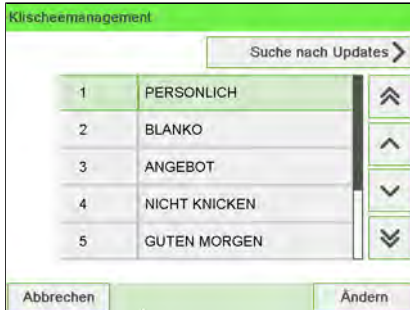 Klischeemanagement
Suche nach Updates
1 PERSONLICH
2 BLANKO
3 ANGEBOT
4 NICHT KNICKEN
5 GUTEN MORGEN
Abbrechen Ändern